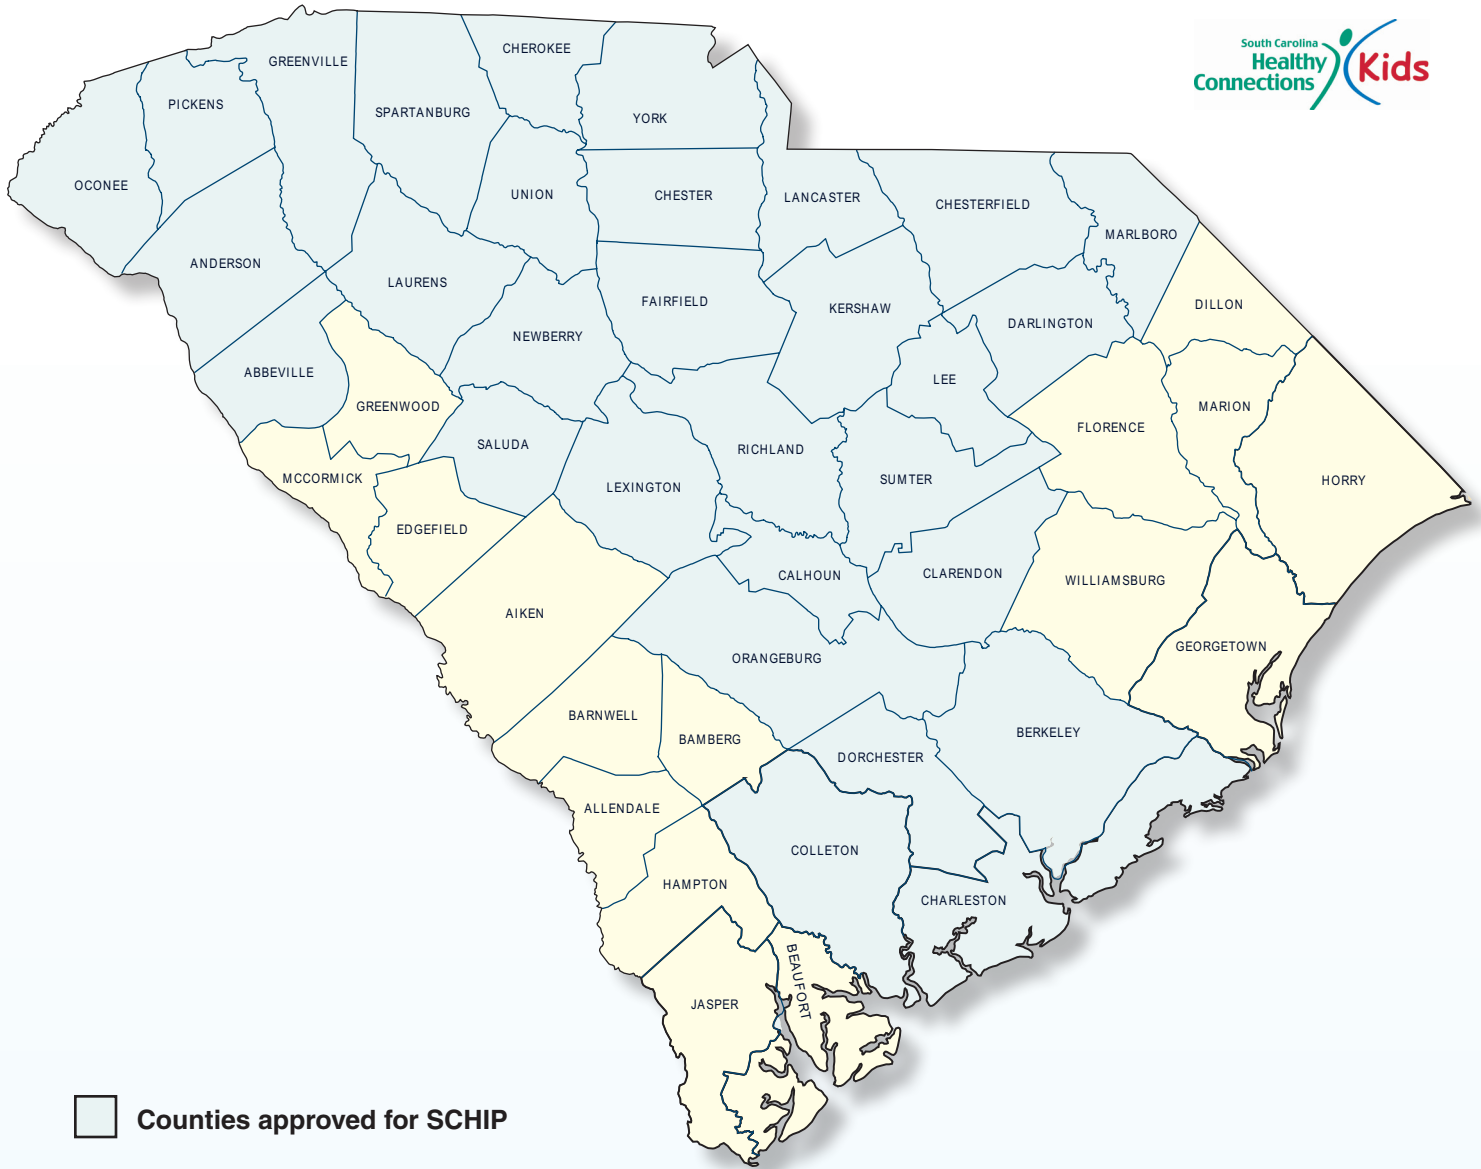 South Carolina
Healthy
Connections
Kids
CHEROKEE
GREENVILLE
PICKENS
SPARTANBURG
YORK
OCONEE
UNION
CHESTER
LANCASTER
CHESTERFIELD
MARLBORO
ANDERSON
LAURENS
FAIRFIELD
KERSHAW
DILLON
NEWBERRY
DARLINGTON
ABBEVILLE
LEE
GREENWOOD
MARION
FLORENCE
SALUDA
RICHLAND
MCCORMICK
LEXINGTON
SUMTER
HORRY
EDGEFIELD
CALHOUN
CLARENDON
WILLIAMSBURG
AIKEN
GEORGETOWN
ORANGEBURG
BARNWELL
BAMBERG
BERKELEY
DORCHESTER
ALLENDALE
COLLETON
HAMPTON
CHARLESTON
BEAUFORT
JASPER
Counties approved for SCHIP